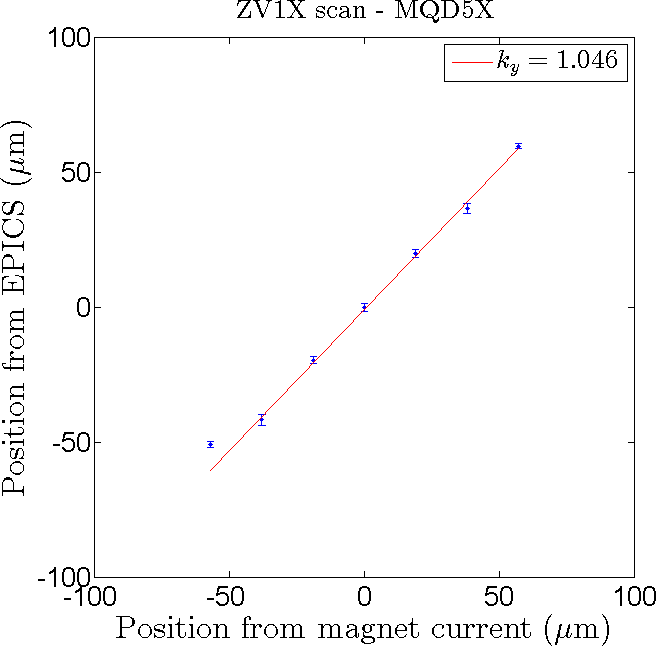 ZV1X scan - MQD5X
k_y = 1.046
100
50
0
-50
-100
-100 -50 0 50 100
Position from EPICS (μm)
Position from magnet current (μm)